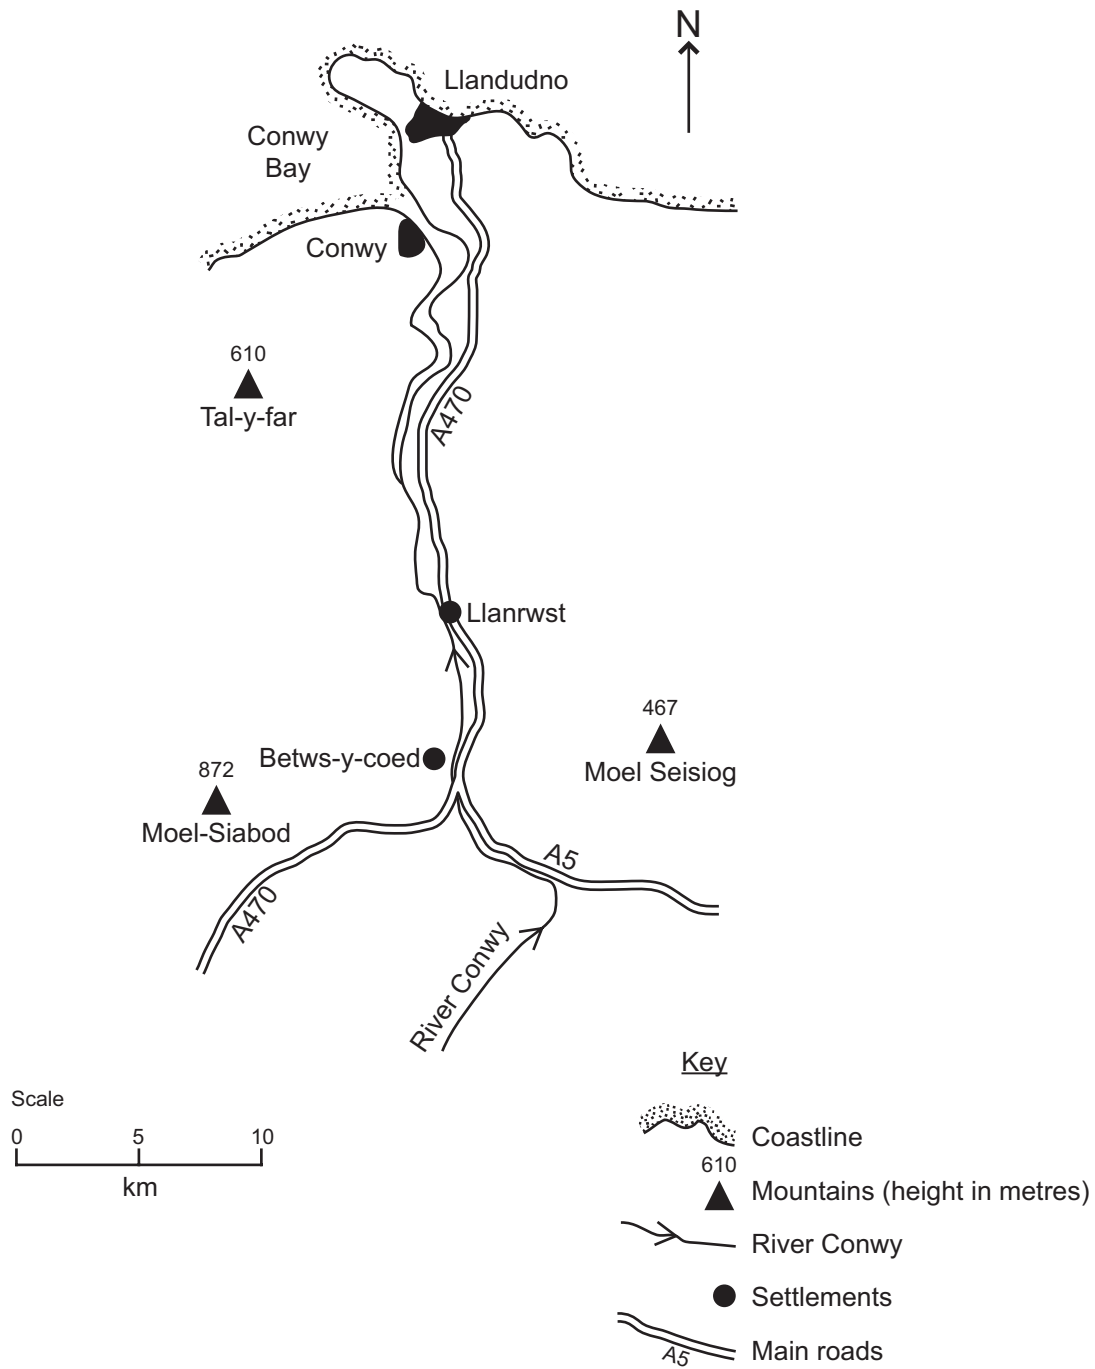 N
Llandudno
Conwy
Bay
Conwy
610
Tal-y-far
A470
Llanrwst
467
Moel Seisiog
Betws-y-coed
872
Moel-Siabod
A5
A470
River Conwy
Key
Scale
0 5 10
km
Coastline
610
Mountains (height in metres)
River Conwy
Settlements
A5
Main roads